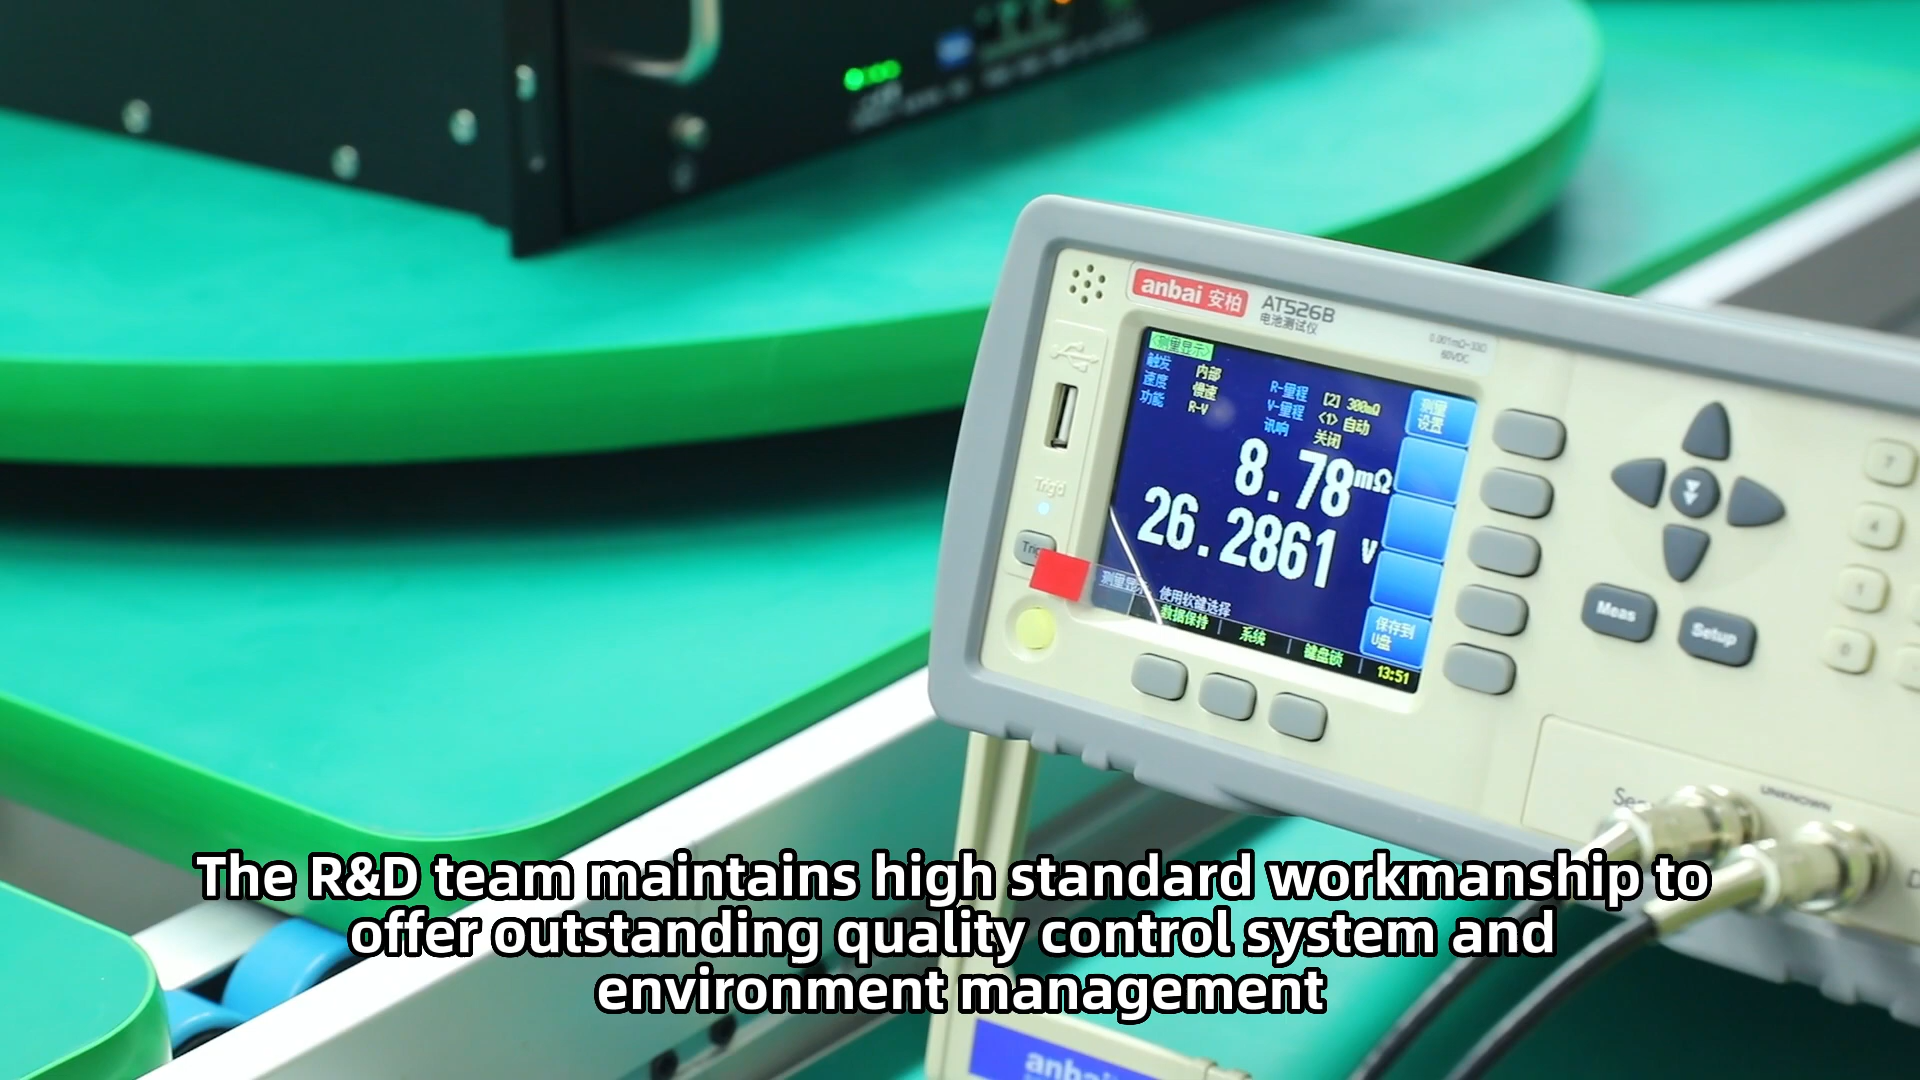 anbai 安柏
AT526B
电池测试仪
60VDC
<测量显示>
触发 内部
速度 慢速
功能 R-V
R-量程 [2] 300mΩ
V-量程 <1> 自动
讯响 关闭
测量设置
8.78mΩ
26.2861 V
Trig'd
Trig
测量显示 使用软键选择
数据保持 系统 键盘锁 13:51
保存到U盘
Meas
Setup
UNKNOWN
The R&D team maintains high standard workmanship to
offer outstanding quality control system and
environment management
anbai